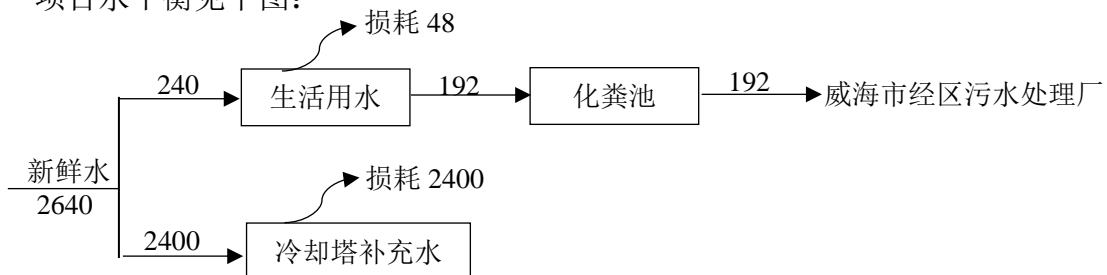 项目水平衡见下图：
损耗 48
240
生活用水
192
化粪池
192
威海市经区污水处理厂
新鲜水
2640
损耗 2400
2400
冷却塔补充水